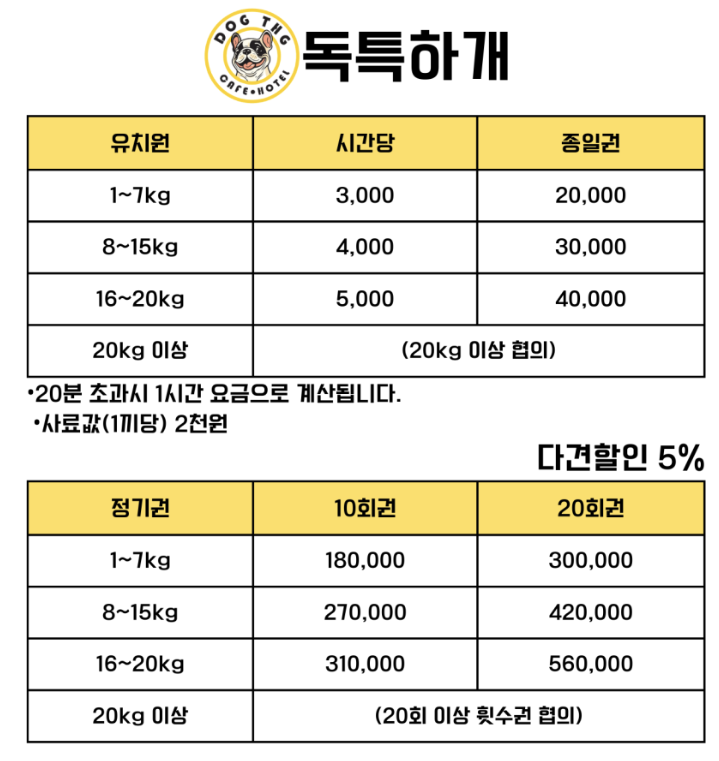 DOG THG
CAFE•HOTEL
독특하개
유치원 시간당 종일권
1~7kg 3,000 20,000
8~15kg 4,000 30,000
16~20kg 5,000 40,000
20kg 이상 (20kg 이상 협의)
•20분 초과시 1시간 요금으로 계산됩니다.
•사료값(1끼당) 2천원
다견할인 5%
정기권 10회권 20회권
1~7kg 180,000 300,000
8~15kg 270,000 420,000
16~20kg 310,000 560,000
20kg 이상 (20회 이상 횟수권 협의)